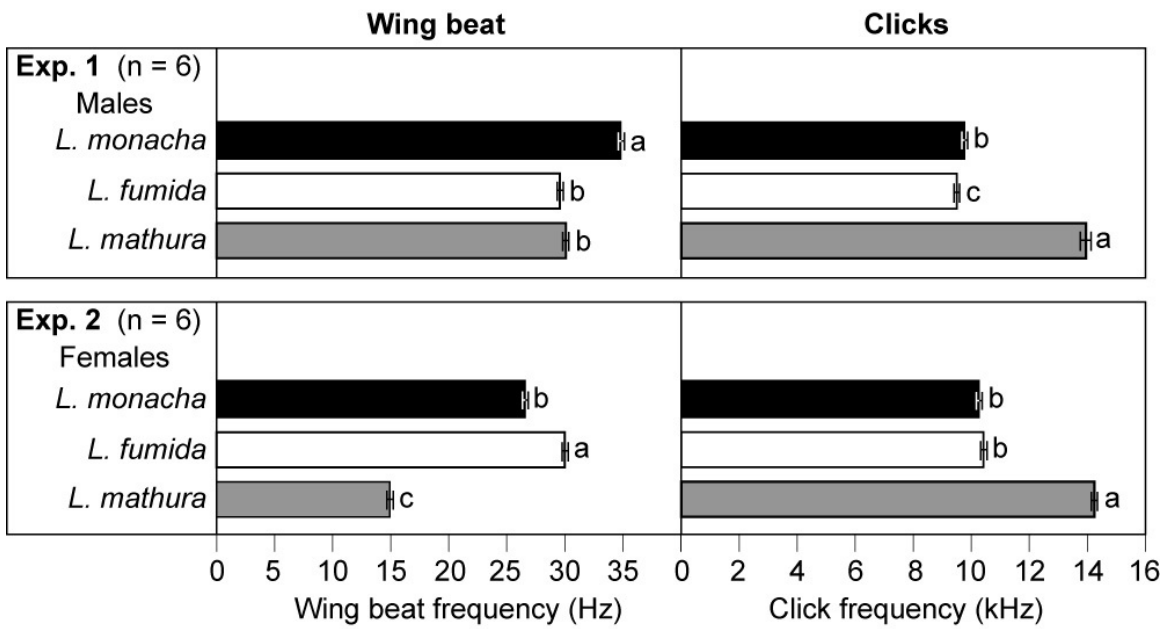 Wing beat Clicks
Exp. 1 (n = 6)
Males
L. monacha a b
L. fumida b c
L. mathura b a
Exp. 2 (n = 6)
Females
L. monacha b b
L. fumida a b
L. mathura c a
0 5 10 15 20 25 30 35 0 2 4 6 8 10 12 14 16
Wing beat frequency (Hz) Click frequency (kHz)